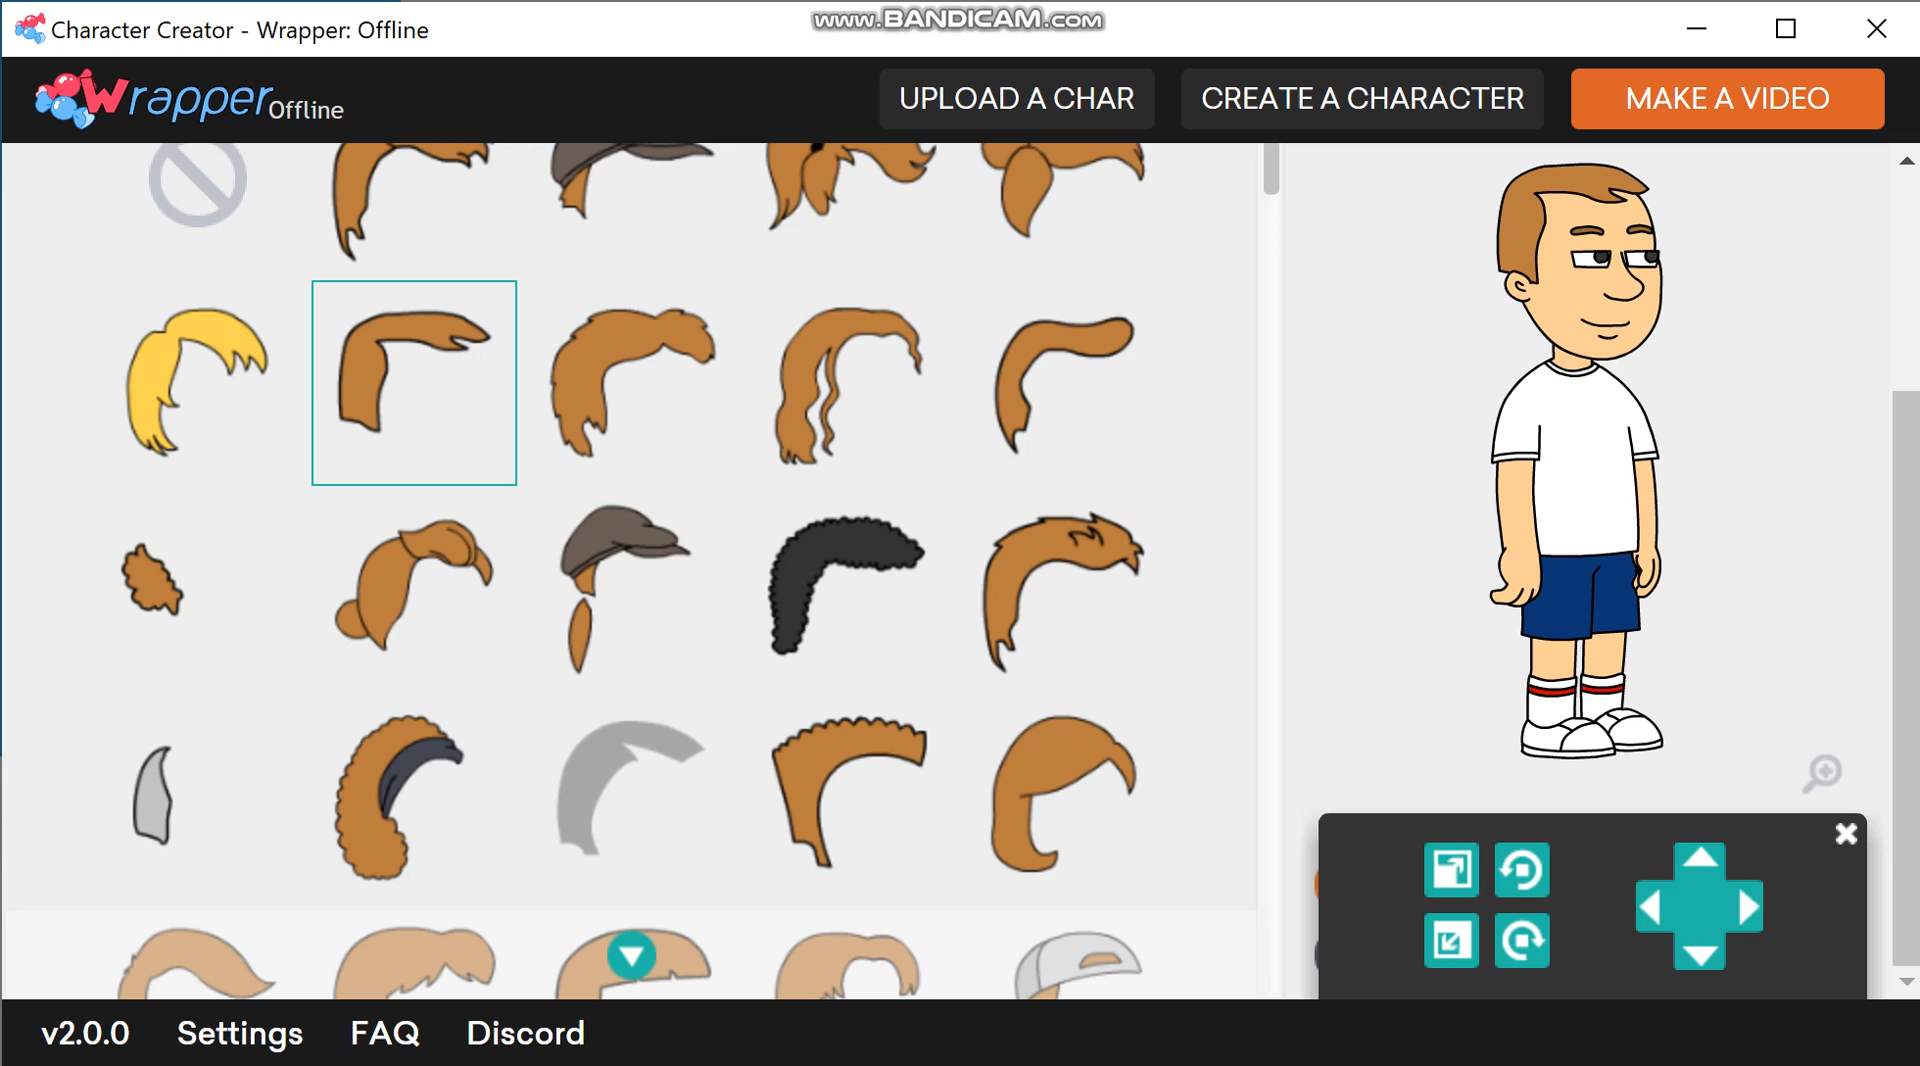 www.BANDICAM.com
Character Creator - Wrapper: Offline
Wrapper Offline
UPLOAD A CHAR
CREATE A CHARACTER
MAKE A VIDEO
v2.0.0
Settings
FAQ
Discord